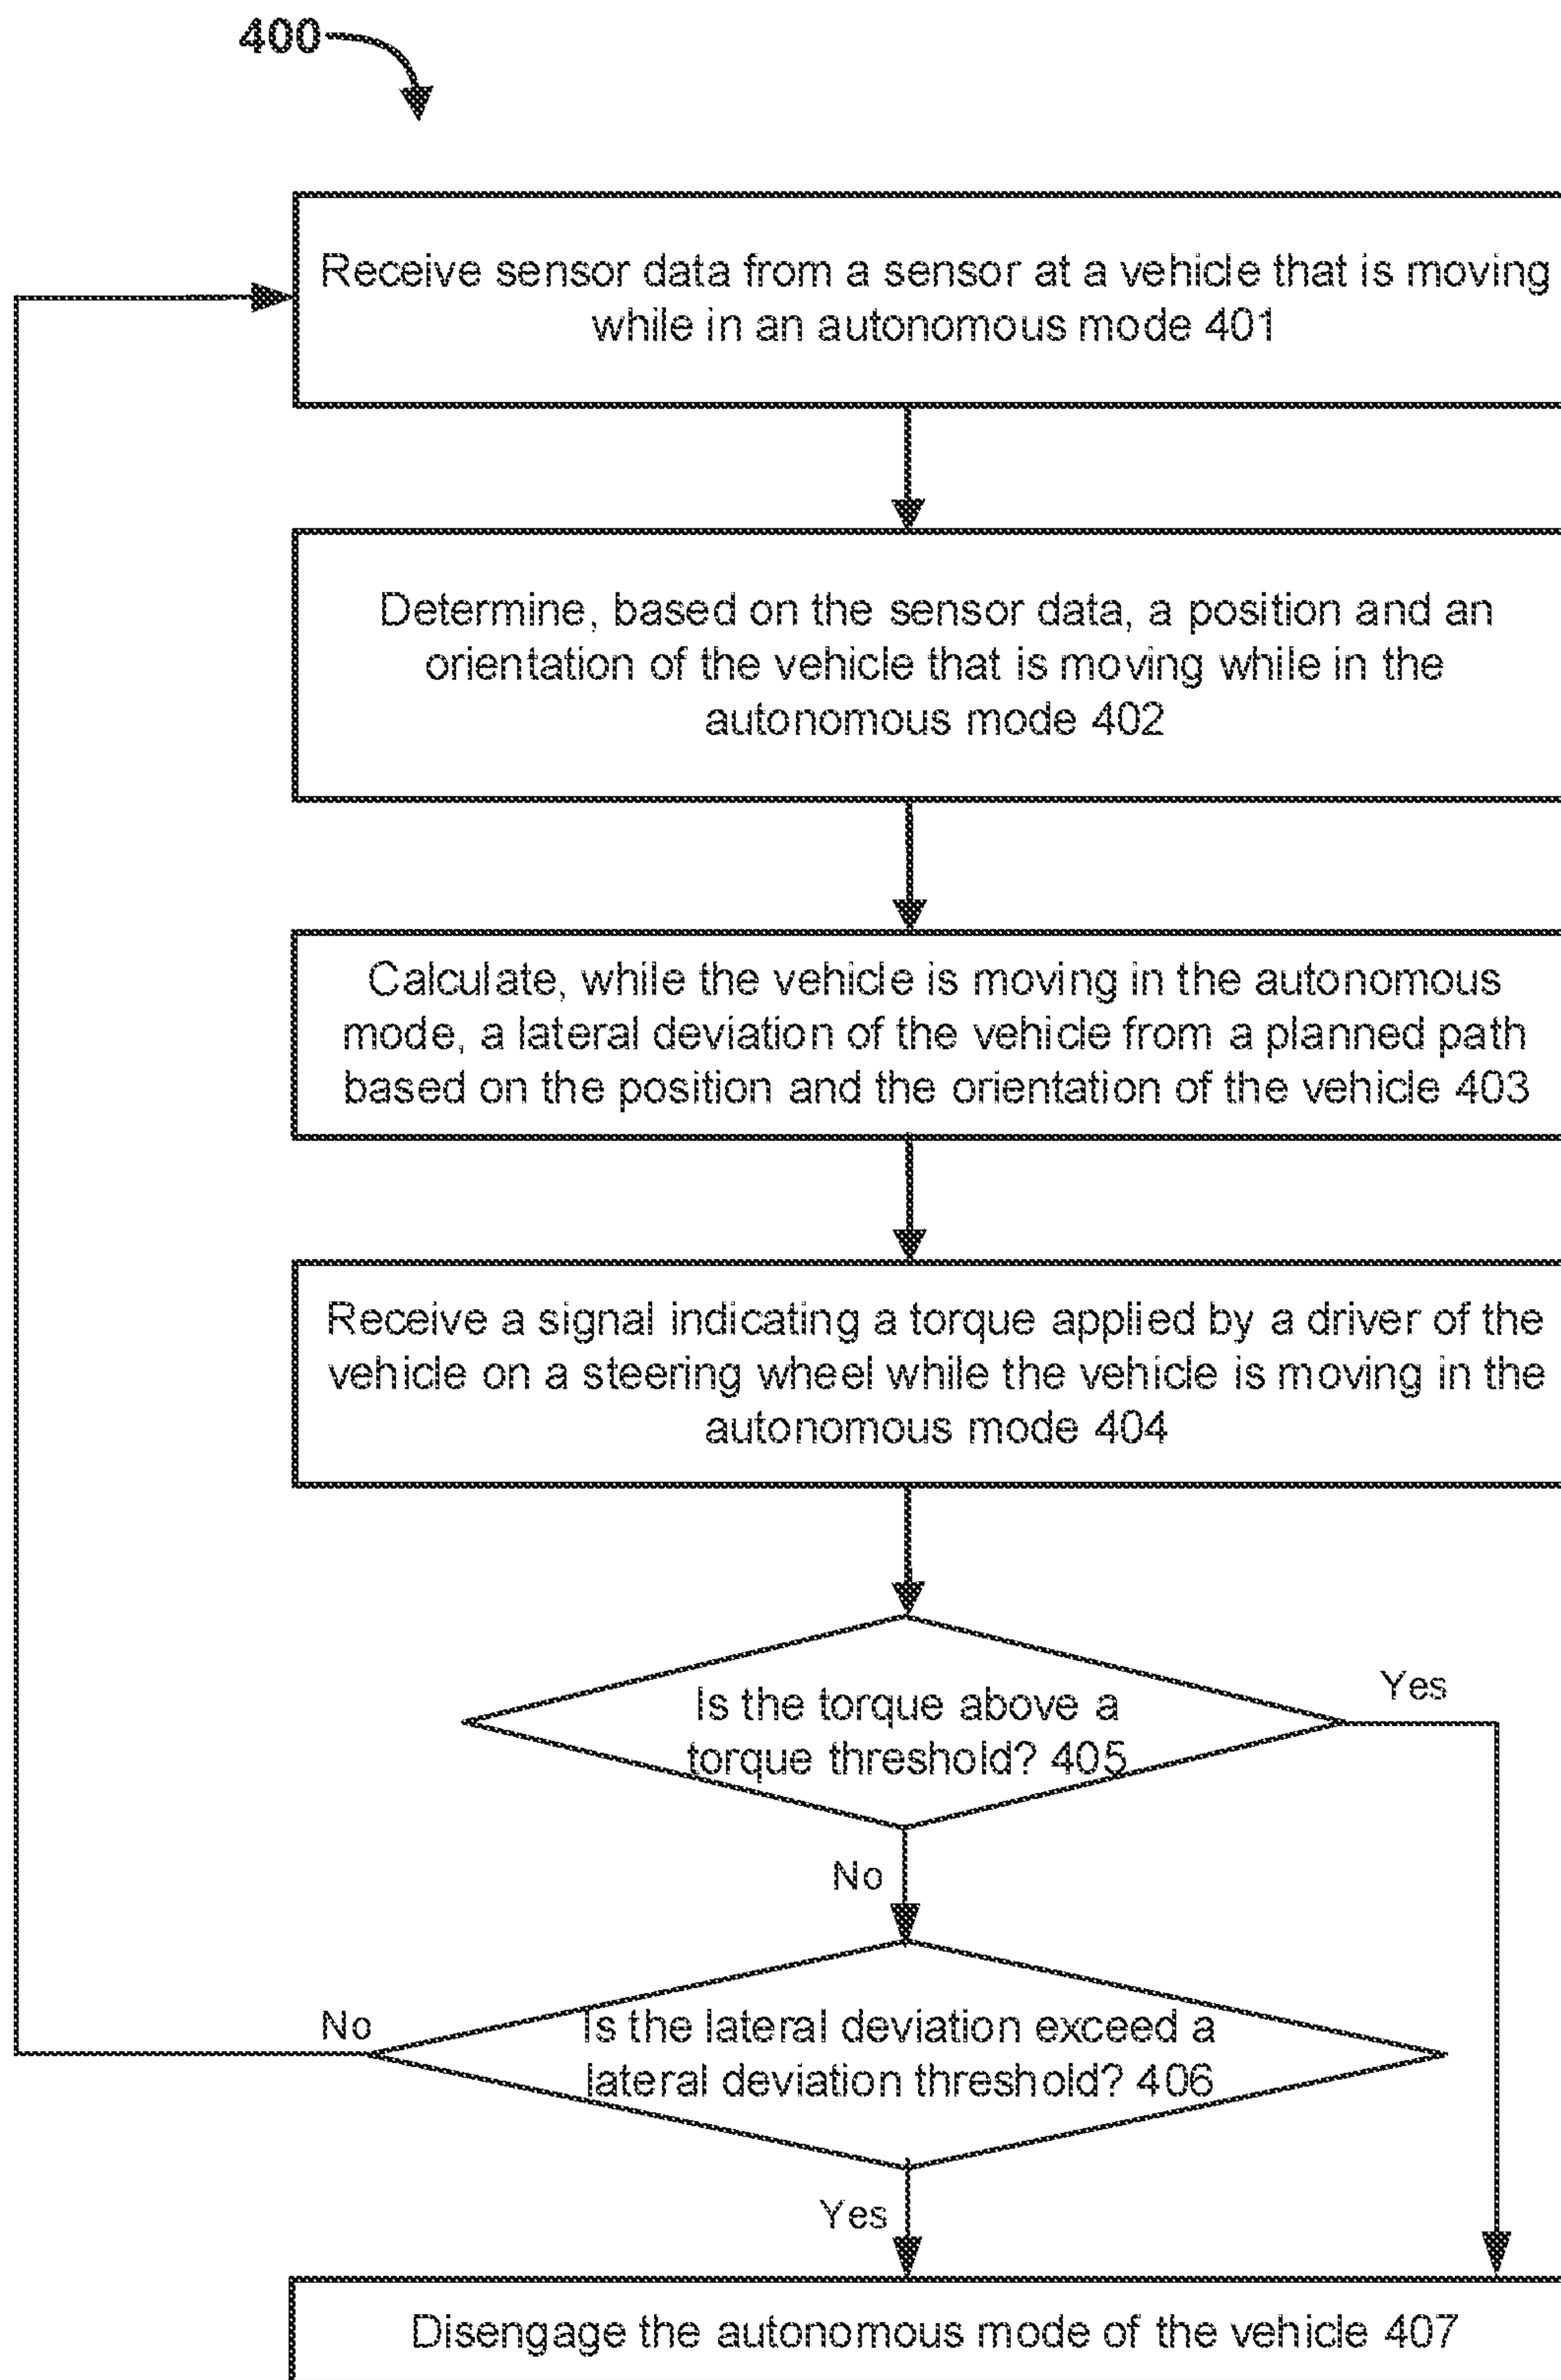 400
Receive sensor data from a sensor at a vehicle that is moving
while in an autonomous mode 401
Determine, based on the sensor data, a position and an
orientation of the vehicle that is moving while in the
autonomous mode 402
Calculate, while the vehicle is moving in the autonomous
mode, a lateral deviation of the vehicle from a planned path
based on the position and the orientation of the vehicle 403
Receive a signal indicating a torque applied by a driver of the
vehicle on a steering wheel while the vehicle is moving in the
autonomous mode 404
Is the torque above a
torque threshold? 405
Yes
No
Is the lateral deviation exceed a
lateral deviation threshold? 406
No
Yes
Disengage the autonomous mode of the vehicle 407